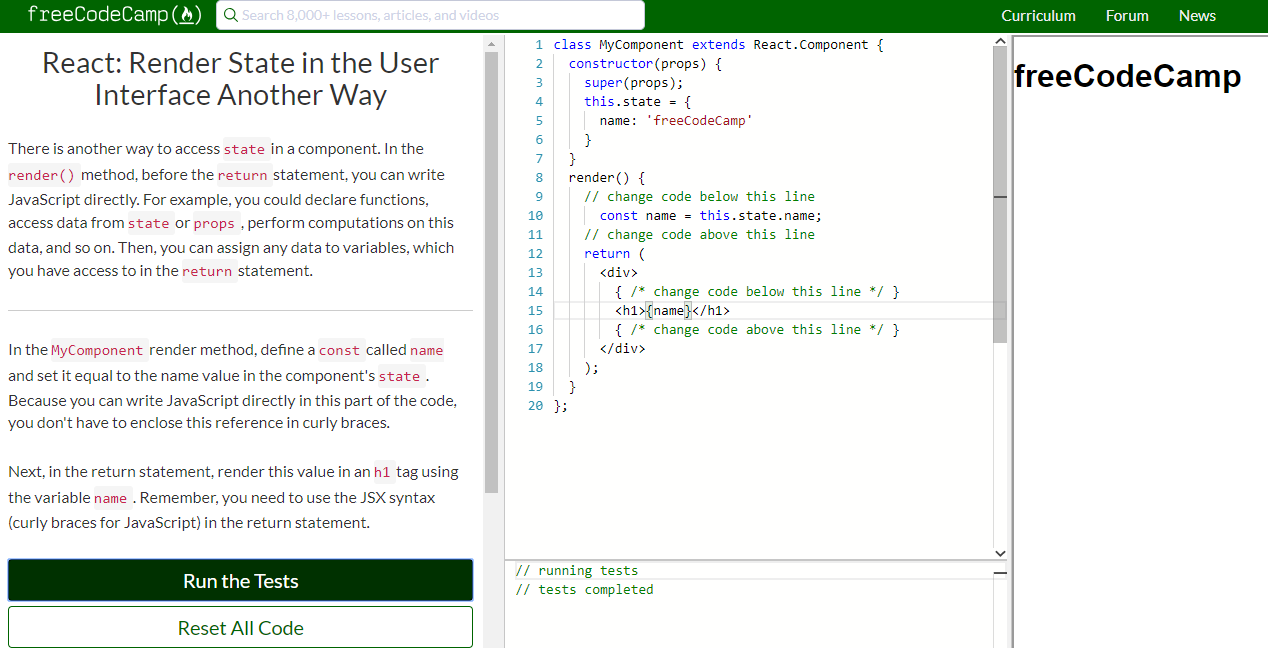 freeCodeCamp(🔥)
Search 8,000+ lessons, articles, and videos
Curriculum Forum News
React: Render State in the User
Interface Another Way
There is another way to access state in a component. In the
render() method, before the return statement, you can write
JavaScript directly. For example, you could declare functions,
access data from state or props , perform computations on this
data, and so on. Then, you can assign any data to variables, which
you have access to in the return statement.
In the MyComponent render method, define a const called name
and set it equal to the name value in the component's state .
Because you can write JavaScript directly in this part of the code,
you don't have to enclose this reference in curly braces.
Next, in the return statement, render this value in an h1 tag using
the variable name . Remember, you need to use the JSX syntax
(curly braces for JavaScript) in the return statement.
Run the Tests
Reset All Code
1 class MyComponent extends React.Component {
2 constructor(props) {
3 super(props);
4 this.state = {
5 name: 'freeCodeCamp'
6 }
7 }
8 render() {
9 // change code below this line
10 const name = this.state.name;
11 // change code above this line
12 return (
13 <div>
14 { /* change code below this line */ }
15 <h1>{name}</h1>
16 { /* change code above this line */ }
17 </div>
18 );
19 }
20 };
// running tests
// tests completed
freeCodeCamp